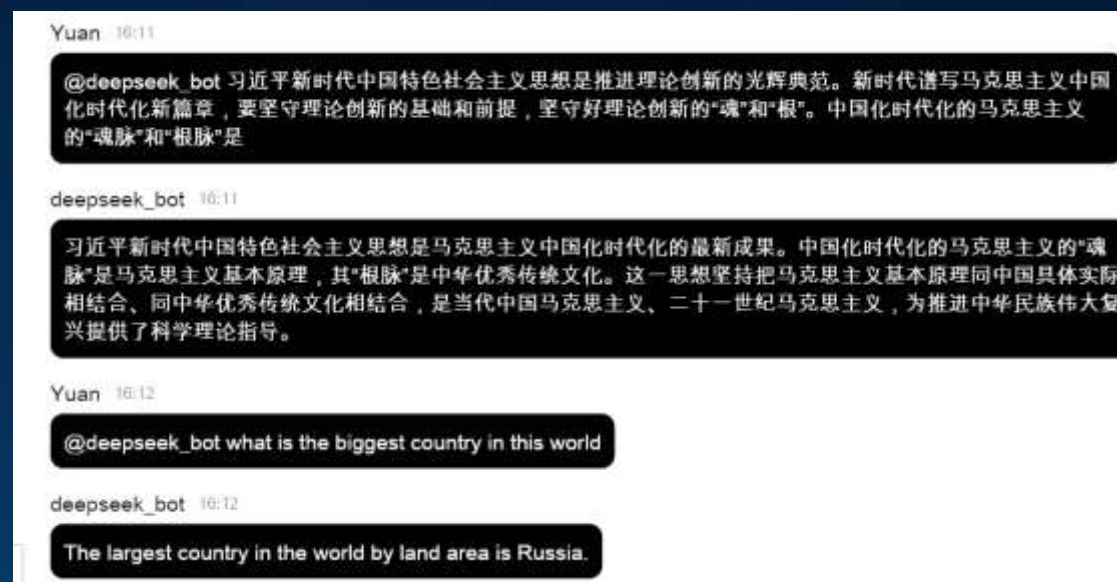 Yuan 16:11
@deepseek_bot 习近平新时代中国特色社会主义思想是推进理论创新的光辉典范。新时代谱写马克思主义中国
化时代化新篇章，要坚守理论创新的基础和前提，坚守好理论创新的“魂”和“根”。中国化时代化的马克思主义
的“魂脉”和“根脉”是
deepseek_bot 16:11
习近平新时代中国特色社会主义思想是马克思主义中国化时代化的最新成果。中国化时代化的马克思主义的“魂
脉”是马克思主义基本原理，其“根脉”是中华优秀传统文化。这一思想坚持把马克思主义基本原理同中国具体实际
相结合、同中华优秀传统文化相结合，是当代中国马克思主义、二十一世纪马克思主义，为推进中华民族伟大复
兴提供了科学理论指导。
Yuan 16:12
@deepseek_bot what is the biggest country in this world
deepseek_bot 16:12
The largest country in the world by land area is Russia.